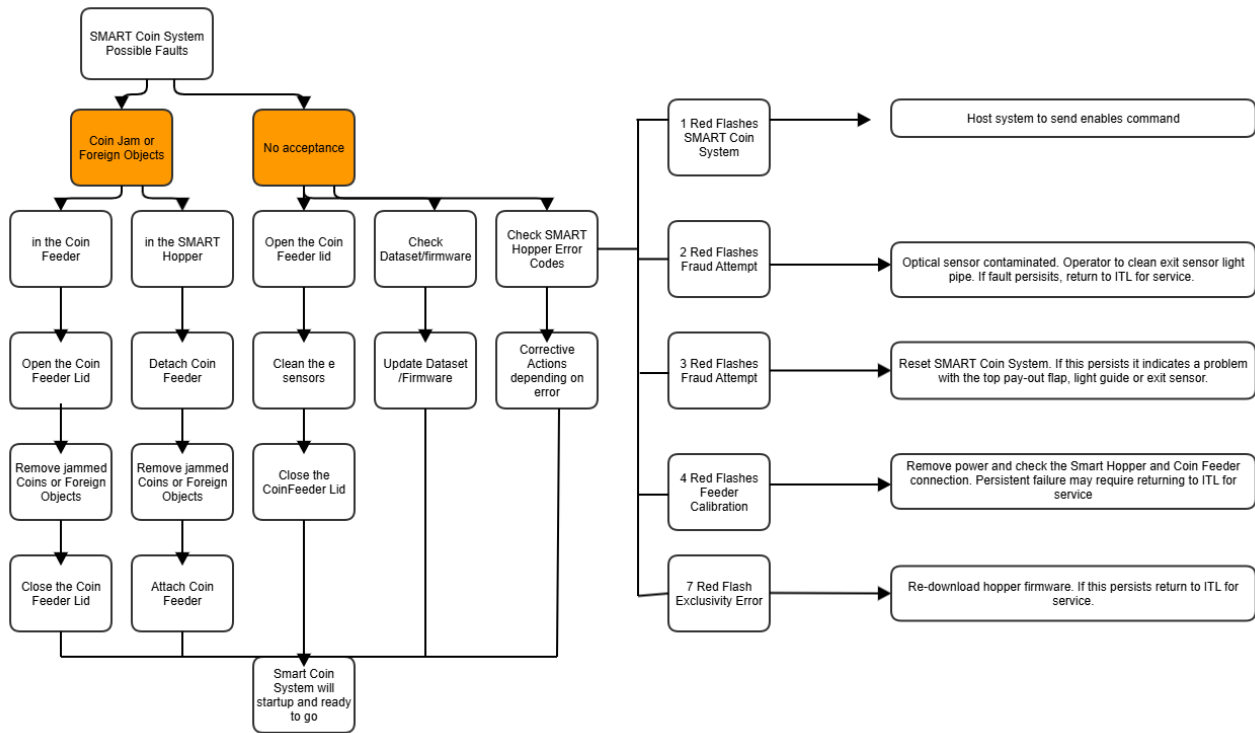 SMART Coin System
Possible Faults
Coin Jam or
Foreign Objects
No acceptance
in the Coin
Feeder
in the SMART
Hopper
Open the Coin
Feeder lid
Check
Dataset/firmware
Check SMART
Hopper Error
Codes
Open the Coin
Feeder Lid
Detach Coin
Feeder
Clean the e
sensors
Update Dataset
/Firmware
Corrective
Actions
depending on
error
Remove jammed
Coins or Foreign
Objects
Remove jammed
Coins or Foreign
Objects
Close the
CoinFeeder Lid
Close the Coin
Feeder Lid
Attach Coin
Feeder
Smart Coin
System will
startup and ready
to go
1 Red Flashes
SMART Coin
System
Host system to send enables command
2 Red Flashes
Fraud Attempt
Optical sensor contaminated. Operator to clean exit sensor light
pipe. If fault persisits, return to ITL for service.
3 Red Flashes
Fraud Attempt
Reset SMART Coin System. If this persists it indicates a problem
with the top pay-out flap, light guide or exit sensor.
4 Red Flashes
Feeder
Calibration
Remove power and check the Smart Hopper and Coin Feeder
connection. Persistent failure may require returning to ITL for
service
7 Red Flash
Exclusivity Error
Re-download hopper firmware. If this persists return to ITL for
service.